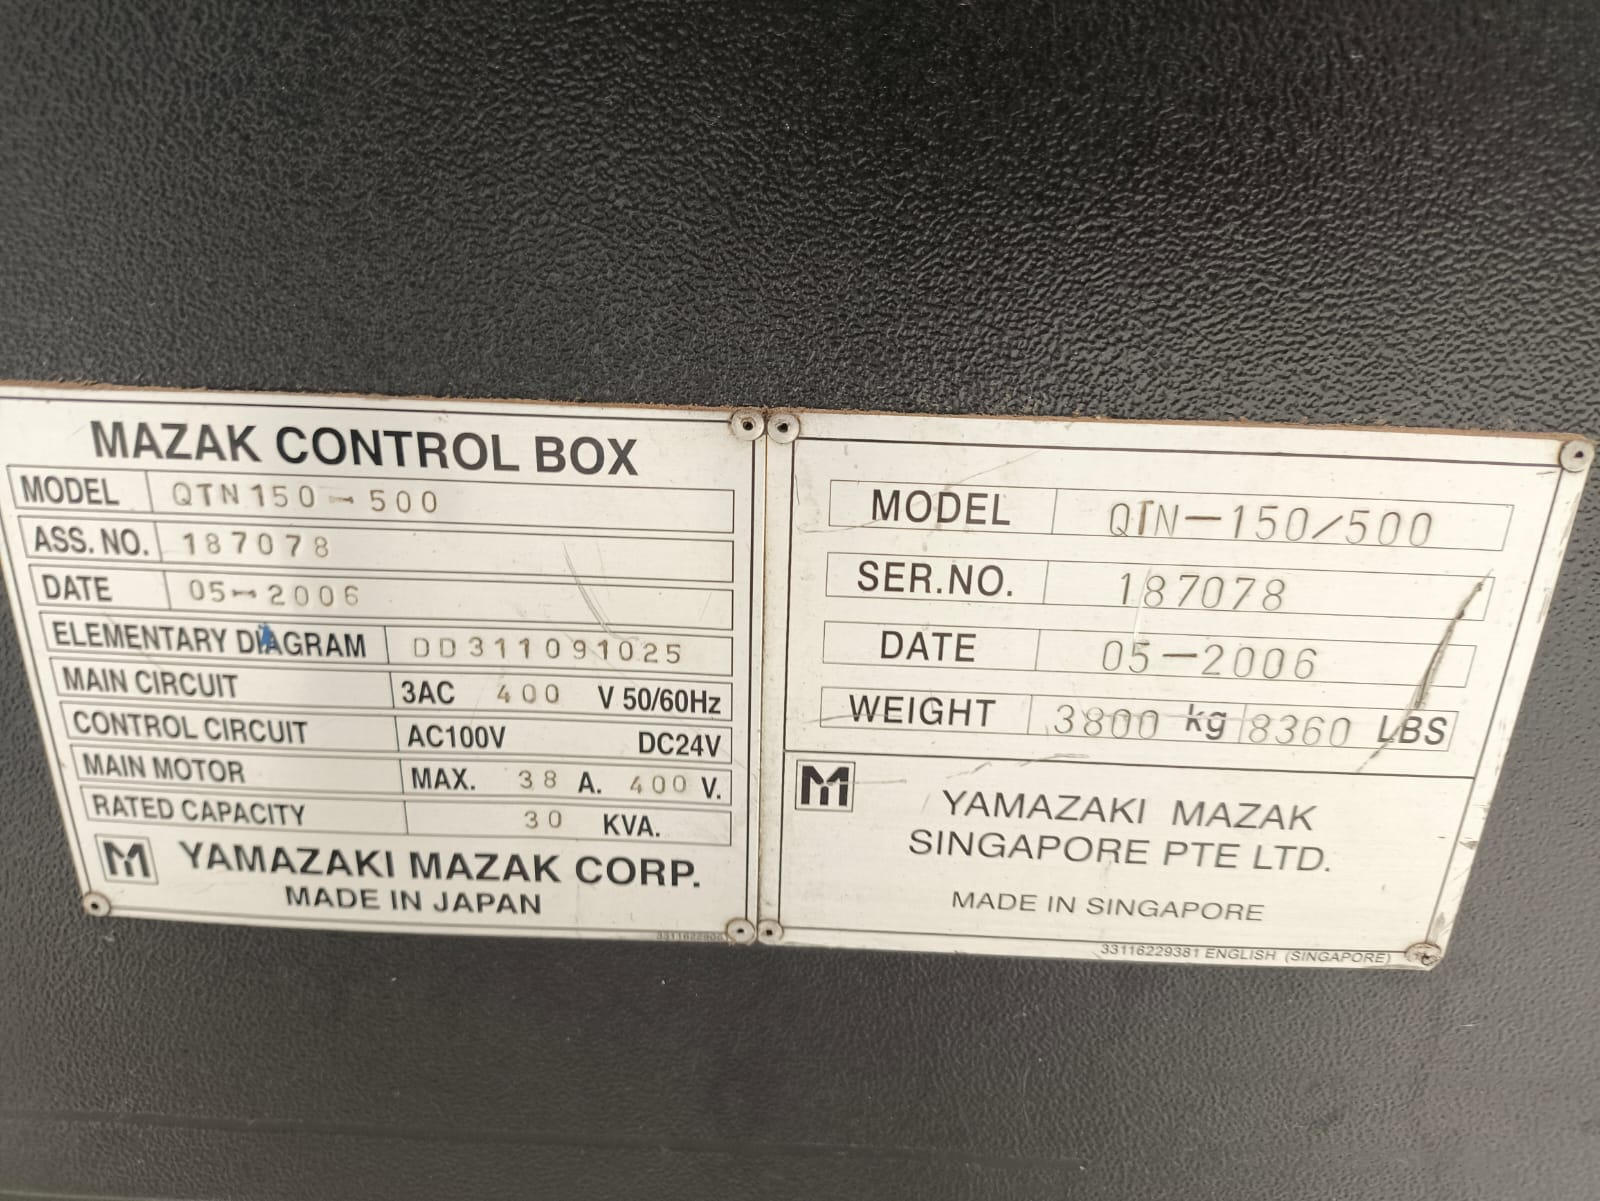 MAZAK CONTROL BOX
MODEL QTN150-500
ASS. NO. 187078
DATE 05-2006
ELEMENTARY DIAGRAM DD311091025
MAIN CIRCUIT 3AC 400 V 50/60Hz
CONTROL CIRCUIT AC100V DC24V
MAIN MOTOR MAX. 38 A. 400 V.
RATED CAPACITY 30 KVA.
YAMAZAKI MAZAK CORP.
MADE IN JAPAN
MODEL QTN-150/500
SER.NO. 187078
DATE 05-2006
WEIGHT 3800 kg 8360 LBS
YAMAZAKI MAZAK
SINGAPORE PTE LTD.
MADE IN SINGAPORE
33116229381 ENGLISH (SINGAPORE)